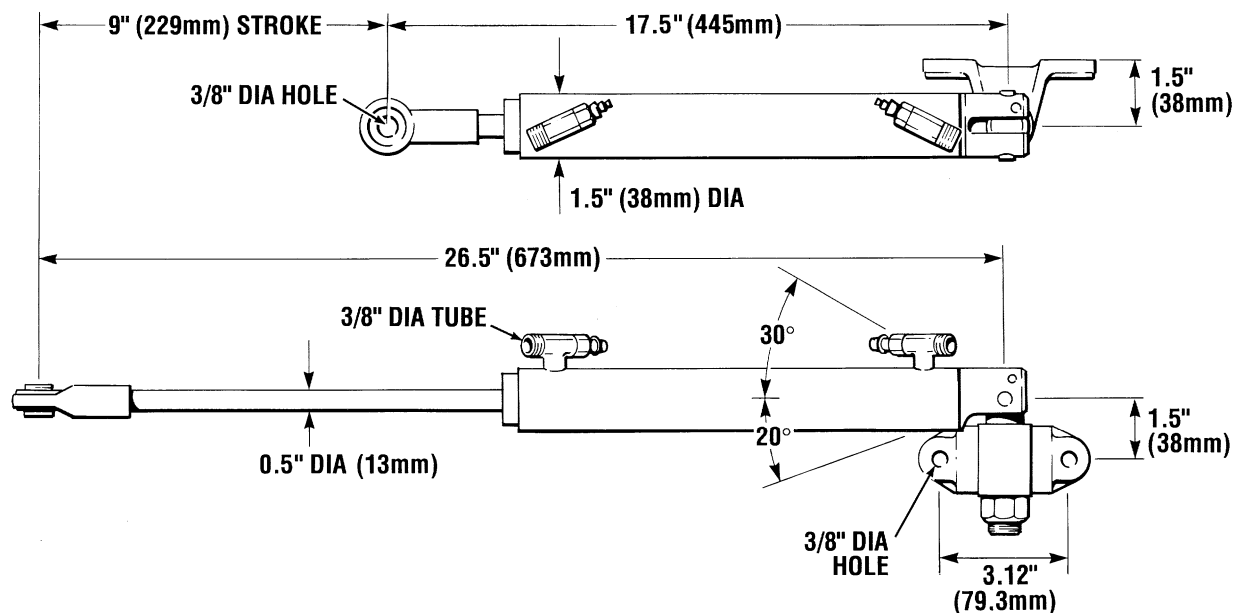 9" (229mm) STROKE
17.5" (445mm)
3/8" DIA HOLE
1.5"
(38mm)
1.5" (38mm) DIA
26.5" (673mm)
3/8" DIA TUBE
30°
20°
1.5"
(38mm)
0.5" DIA (13mm)
3/8" DIA
HOLE
3.12"
(79.3mm)